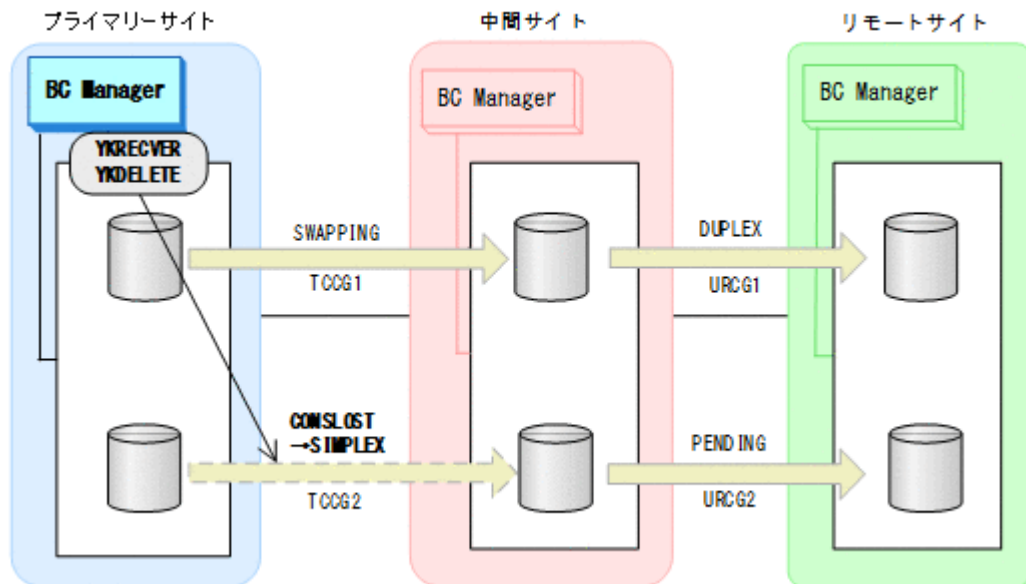 プライマリーサイト
中間サイト
リモートサイト
BC Manager
BC Manager
BC Manager
YKRECVER
YKDELETE
SWAPPING
TCCG1
DUPLEX
URCG1
CONSLOST
→SIMPLEX
TCCG2
PENDING
URCG2